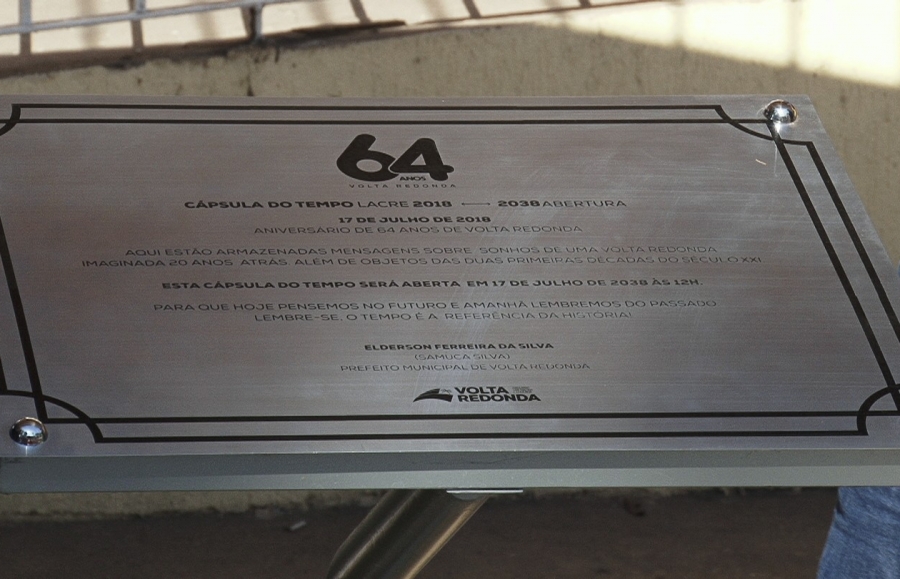 64
ANOS
VOLTA REDONDA
CÁPSULA DO TEMPO LACRE 2018 ⟷ 2038 ABERTURA
17 DE JULHO DE 2018
ANIVERSÁRIO DE 64 ANOS DE VOLTA REDONDA
AQUI ESTÃO ARMAZENADAS MENSAGENS SOBRE SONHOS DE UMA VOLTA REDONDA
IMAGINADA 20 ANOS ATRÁS, ALÉM DE OBJETOS DAS DUAS PRIMEIRAS DÉCADAS DO SÉCULO XXI
ESTA CÁPSULA DO TEMPO SERÁ ABERTA EM 17 DE JULHO DE 2038 ÀS 12H.
PARA QUE HOJE PENSEMOS NO FUTURO E AMANHÃ LEMBREMOS DO PASSADO
LEMBRE-SE, O TEMPO É A REFERÊNCIA DA HISTÓRIA!
ELDERSON FERREIRA DA SILVA
(SAMUCA SILVA)
PREFEITO MUNICIPAL DE VOLTA REDONDA
VOLTA
REDONDA